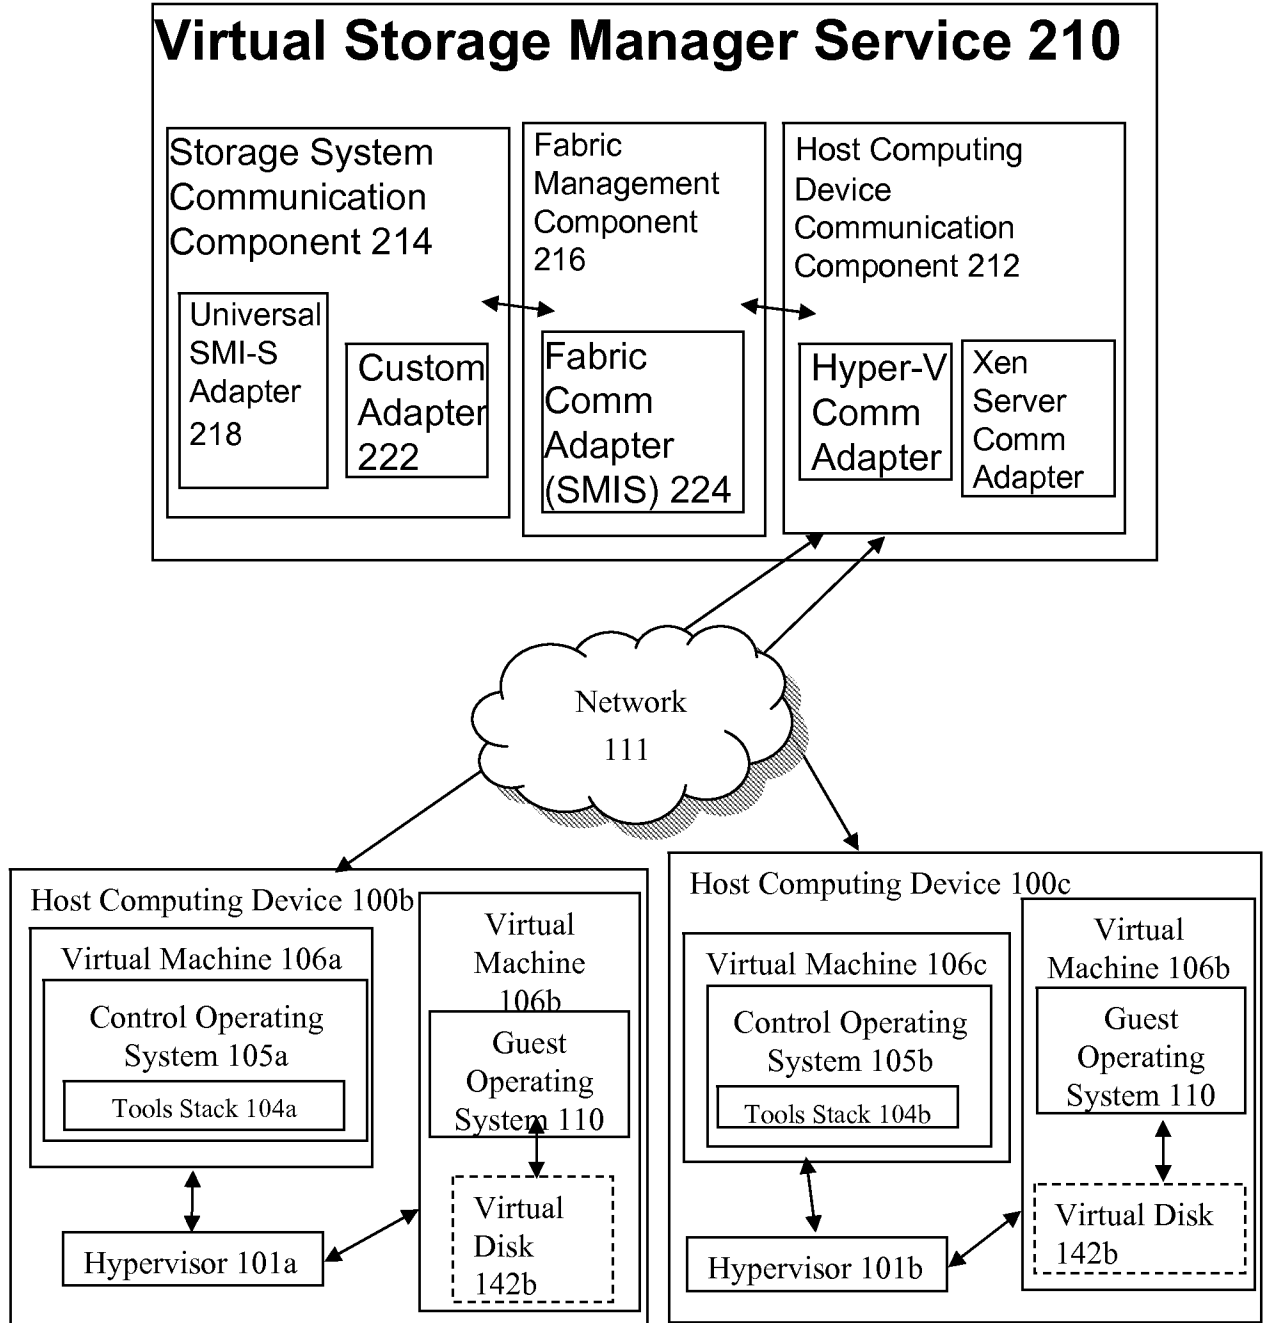 Virtual Storage Manager Service 210
Storage System
Communication
Component 214
Universal
SMI-S
Adapter
218
Custom
Adapter
222
Fabric
Management
Component
216
Fabric
Comm
Adapter
(SMIS) 224
Host Computing
Device
Communication
Component 212
Hyper-V
Comm
Adapter
Xen
Server
Comm
Adapter
Network
111
Host Computing Device 100b
Virtual Machine 106a
Control Operating
System 105a
Tools Stack 104a
Hypervisor 101a
Virtual
Machine
106b
Guest
Operating
System 110
Virtual
Disk
142b
Host Computing Device 100c
Virtual Machine 106c
Control Operating
System 105b
Tools Stack 104b
Hypervisor 101b
Virtual
Machine 106b
Guest
Operating
System 110
Virtual Disk
142b